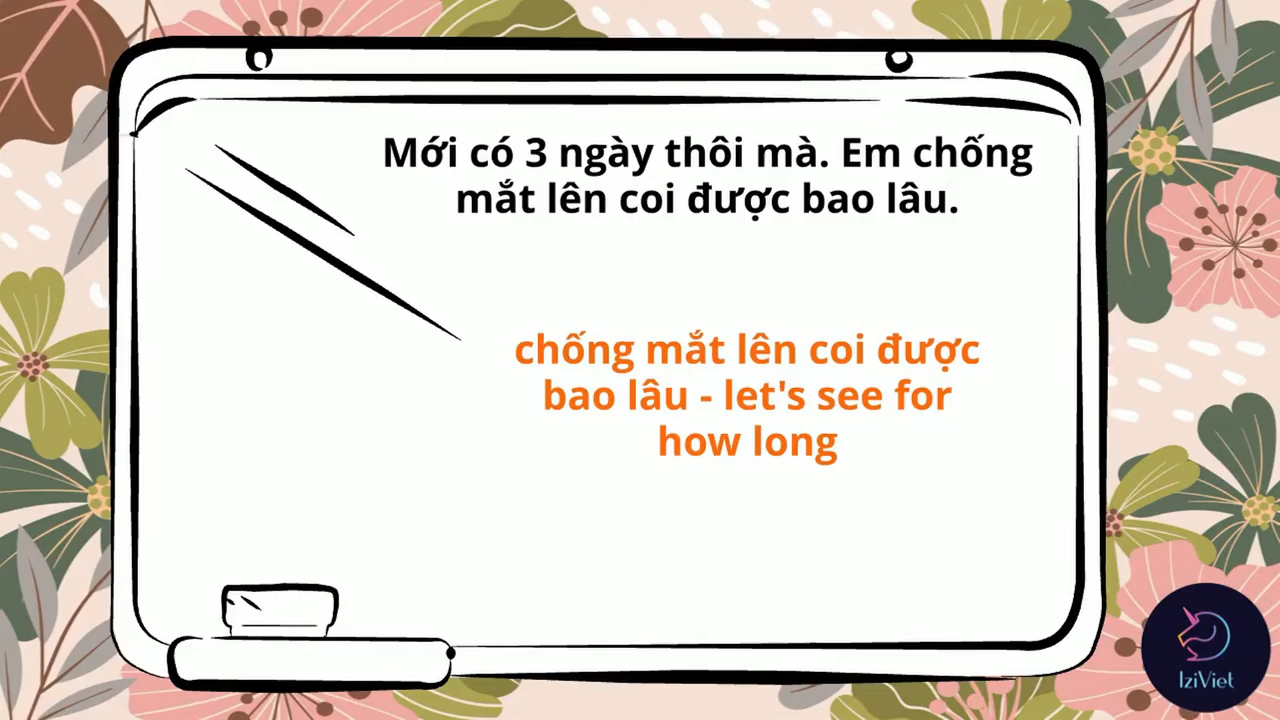 Mới có 3 ngày thôi mà. Em chống
mắt lên coi được bao lâu.
chống mắt lên coi được
bao lâu - let's see for
how long
IziViet